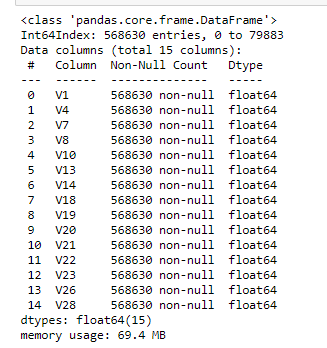 <class 'pandas.core.frame.DataFrame'>
Int64Index: 568630 entries, 0 to 79883
Data columns (total 15 columns):
 #   Column  Non-Null Count   Dtype
---  ------  --------------   -----
 0   V1      568630 non-null  float64
 1   V4      568630 non-null  float64
 2   V7      568630 non-null  float64
 3   V8      568630 non-null  float64
 4   V10     568630 non-null  float64
 5   V13     568630 non-null  float64
 6   V14     568630 non-null  float64
 7   V18     568630 non-null  float64
 8   V19     568630 non-null  float64
 9   V20     568630 non-null  float64
 10  V21     568630 non-null  float64
 11  V22     568630 non-null  float64
 12  V23     568630 non-null  float64
 13  V26     568630 non-null  float64
 14  V28     568630 non-null  float64
dtypes: float64(15)
memory usage: 69.4 MB